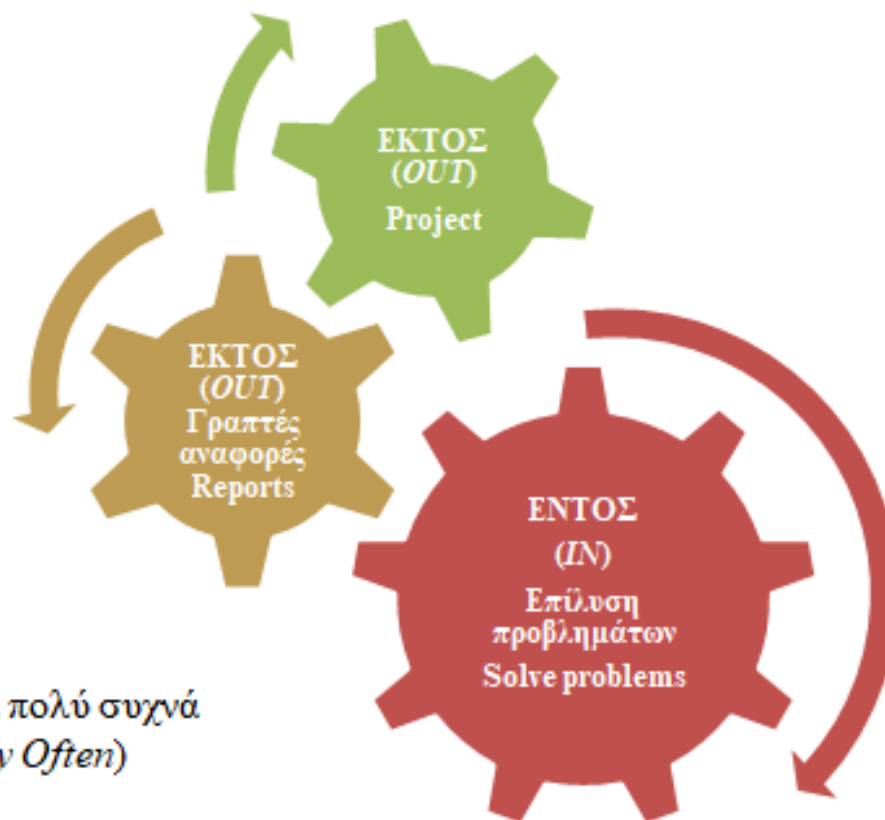 ΕΚΤΟΣ
(OUT)
Project
ΕΚΤΟΣ
(OUT)
Γραπτές
αναφορές
Reports
ΕΝΤΟΣ
(IN)
Επίλυση
προβλημάτων
Solve problems
πολύ συχνά
Often)